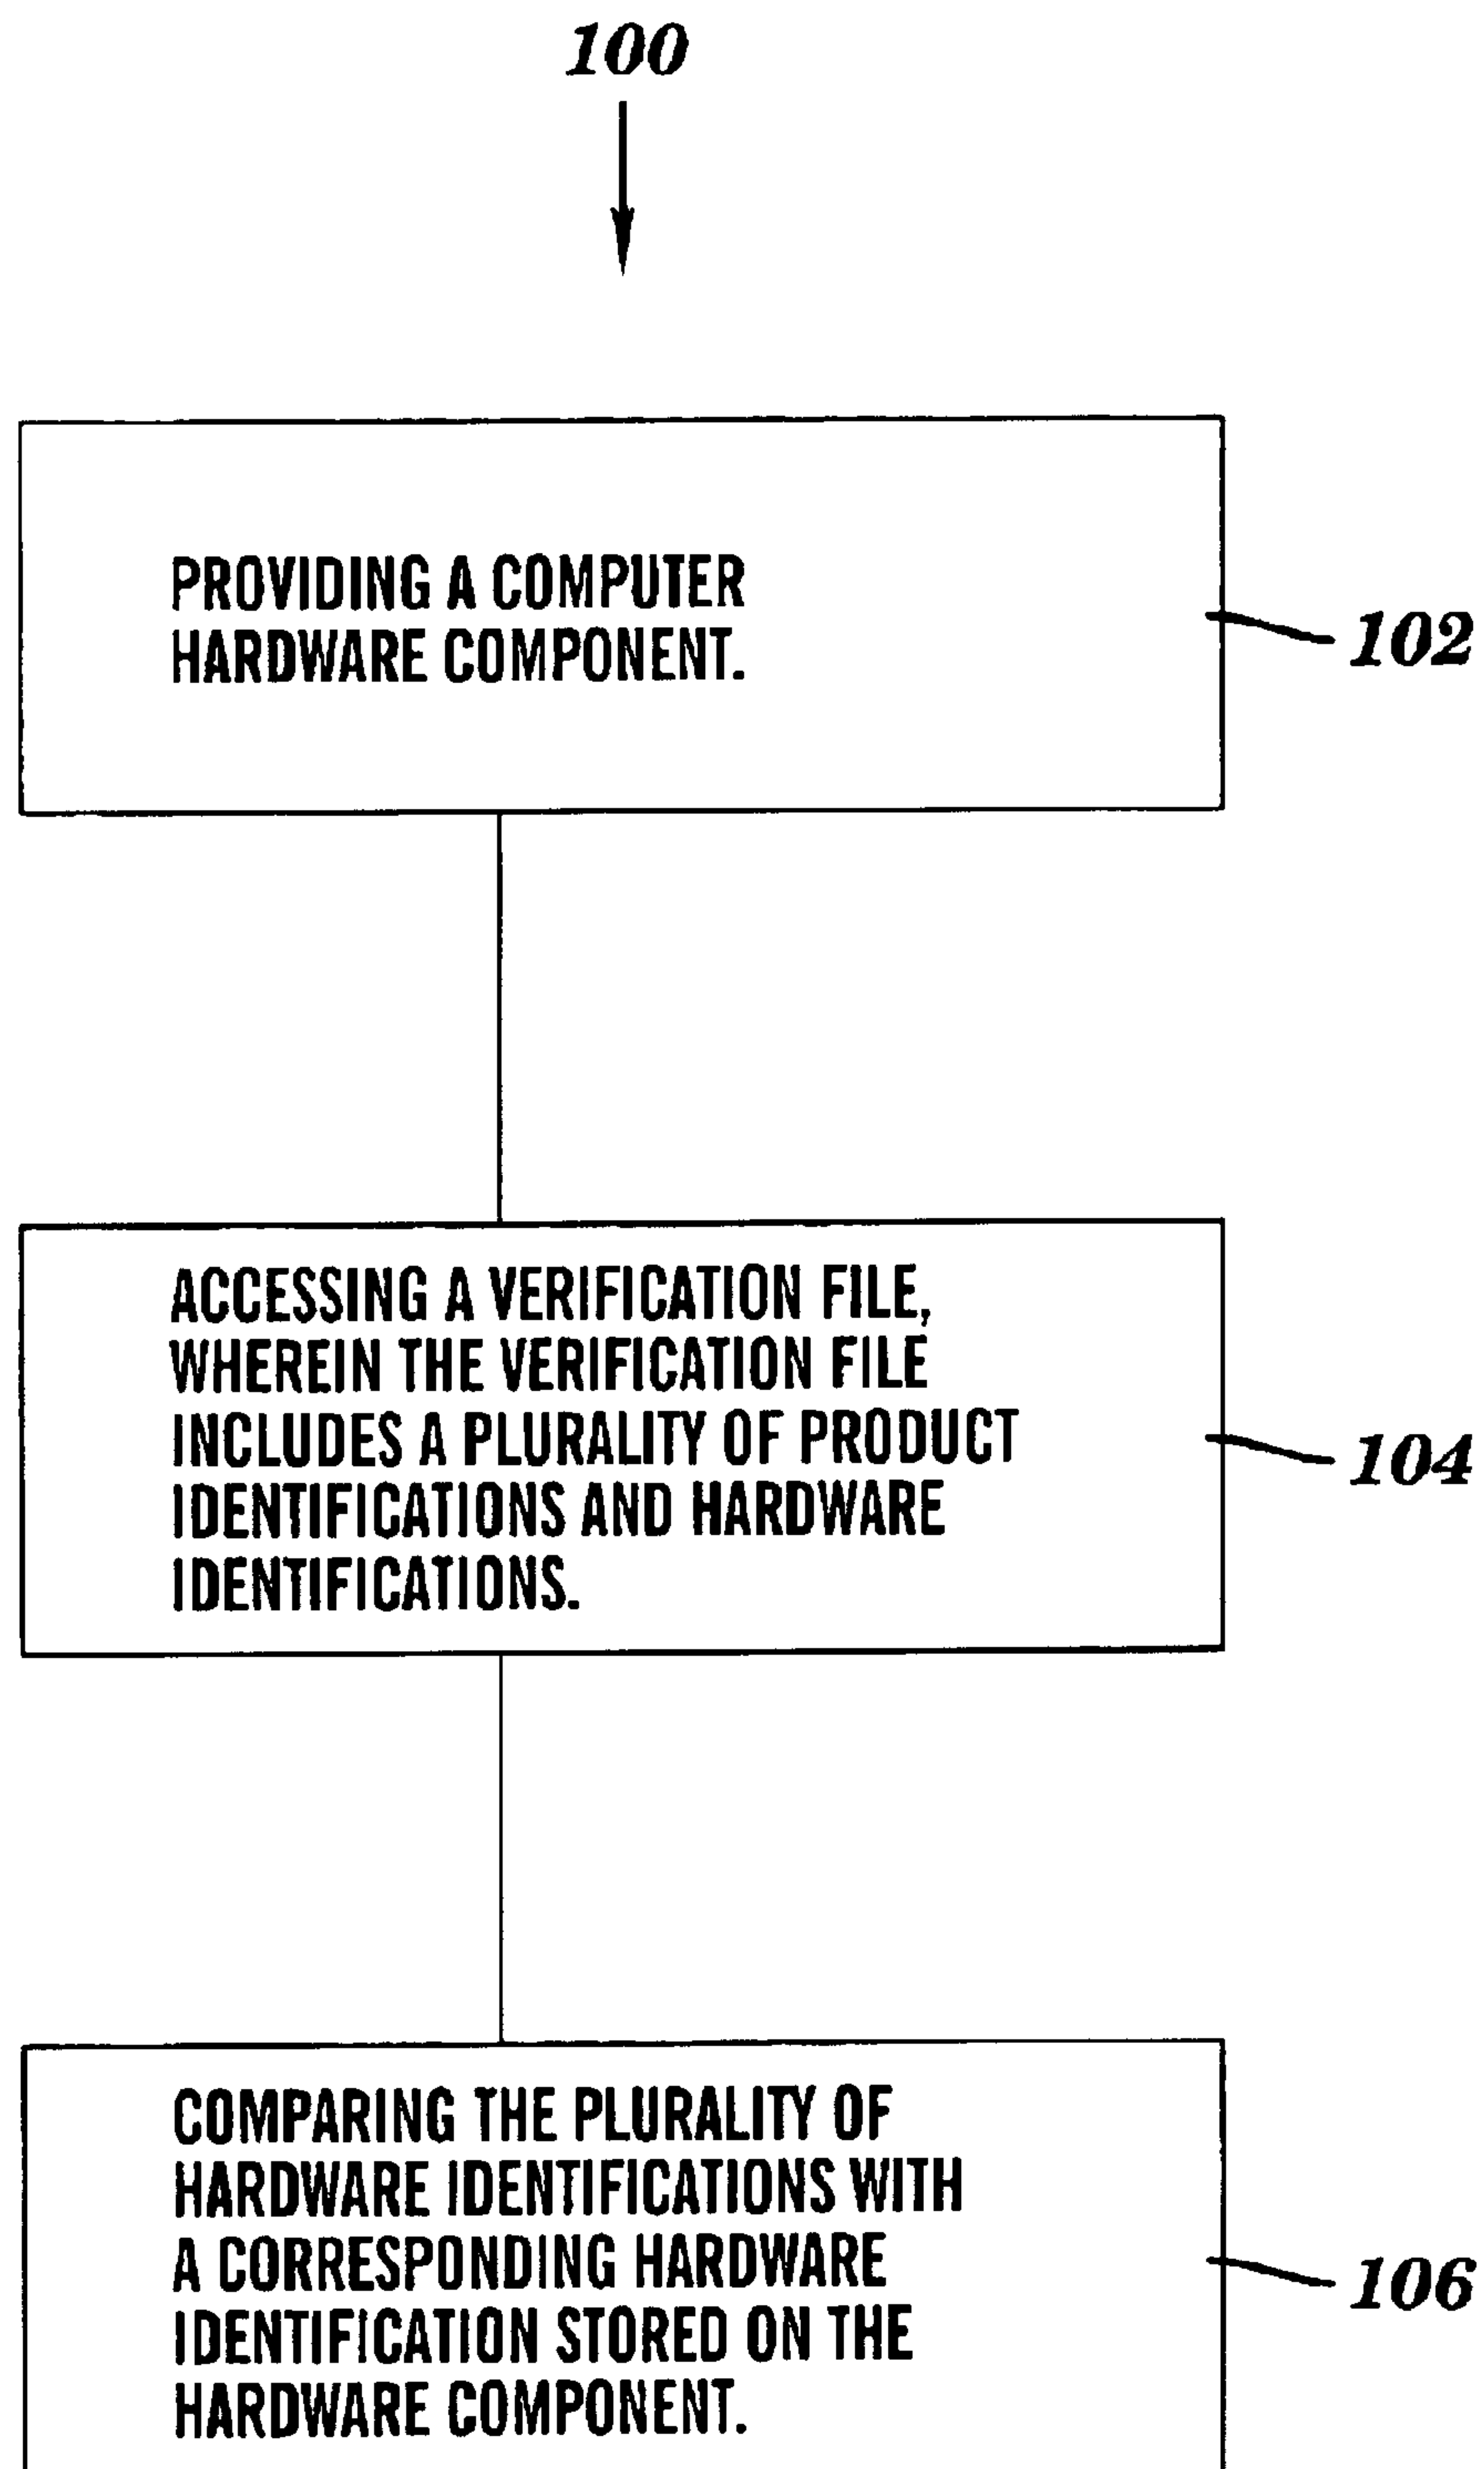 100
PROVIDING A COMPUTER
HARDWARE COMPONENT.
102
ACCESSING A VERIFICATION FILE,
WHEREIN THE VERIFICATION FILE
INCLUDES A PLURALITY OF PRODUCT
IDENTIFICATIONS AND HARDWARE
IDENTIFICATIONS.
104
COMPARING THE PLURALITY OF
HARDWARE IDENTIFICATIONS WITH
A CORRESPONDING HARDWARE
IDENTIFICATION STORED ON THE
HARDWARE COMPONENT.
106